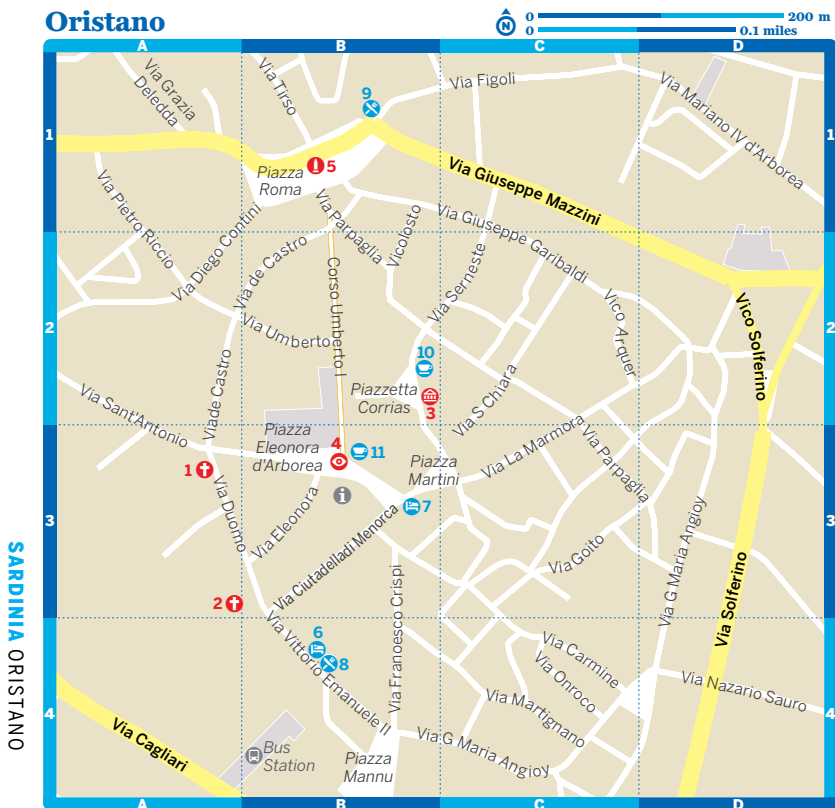 Oristano
N
0 200 m
0 0.1 miles
A B C D
1 1
2 2
3 3
4 4
A B C D
Via Grazia
Deledda
Via Tirso
9
Via Figoli
Via Mariano IV d'Arborea
5
Piazza
Roma
Via Giuseppe Mazzini
Via Pietro Riccio
Via Diego Contini
Via Parpaglia
Vicolosto
Via Giuseppe Garibaldi
Via de Castro
Corso Umberto I
Via Serneste
Via Umberto
Vico Arquer
Vico Solferino
10
Piazzetta
Corrias
3
Via S Chiara
Viade Castro
Via Sant'Antonio
Piazza
Eleonora
d'Arborea
4
11
Piazza
Martini
Via La Marmora
Via Parpaglia
1
i
7
Via Duomo
Via Eleonora
Via Ciutadelladi Menorca
Via Goito
Via G Maria Angioy
Via Solferino
2
Via Franoesco Crispi
6
8
Via Vittorio Emanuele II
Via Carmine
Via Onroco
Via Martignano
Via Nazario Sauro
Via Cagliari
Bus
Station
Piazza
Mannu
Via G Maria Angioy
SARDINIA ORISTANO